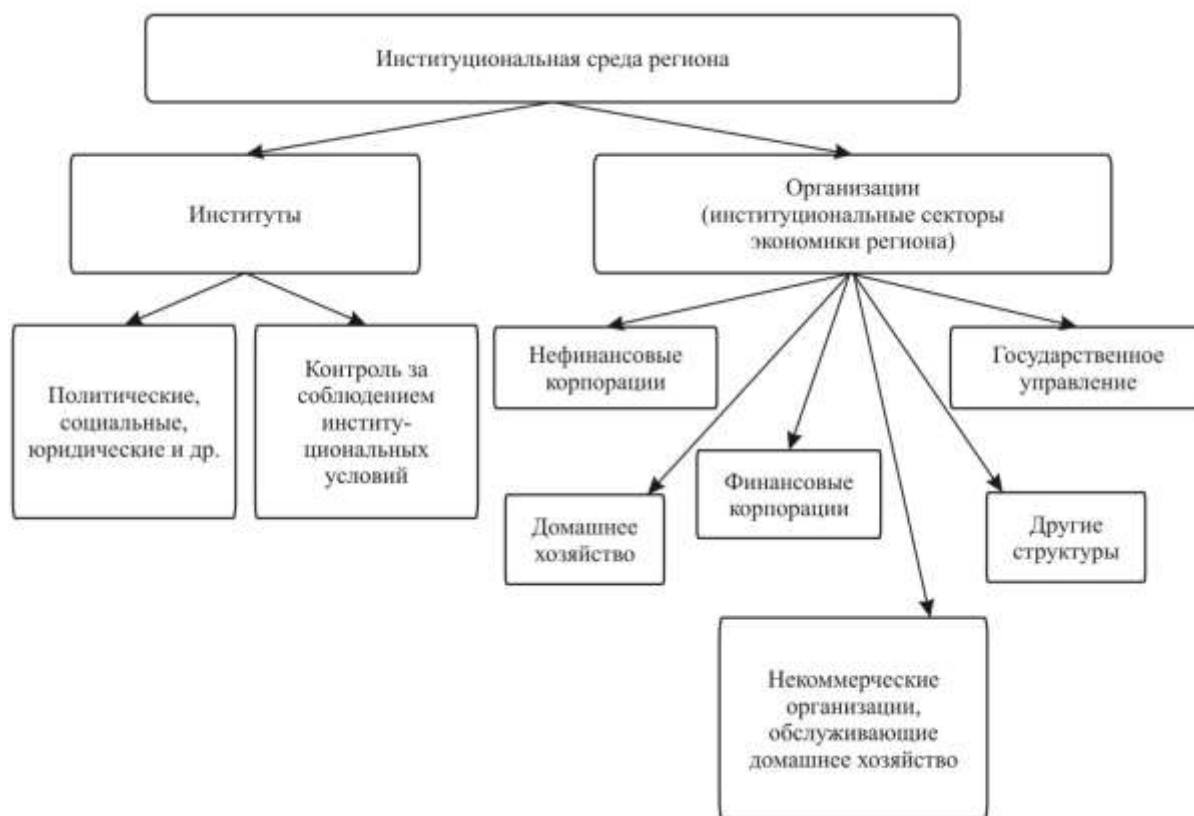 Институциональная среда региона
Институты
Организации
(институциональные секторы
экономики региона)
Политические,
социальные,
юридические и др.
Контроль за
соблюдением
институ-
циональных
условий
Нефинансовые
корпорации
Государственное
управление
Домашнее
хозяйство
Финансовые
корпорации
Другие
структуры
Некоммерческие
организации,
обслуживающие
домашнее хозяйство